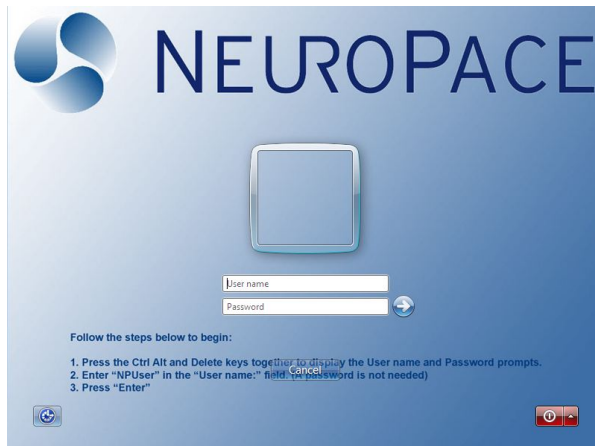 NEUROPACE
User name
Password
Follow the steps below to begin:
1. Press the Ctrl Alt and Delete keys together to display the User name and Password prompts.
Cancel
2. Enter “NPUser” in the “User name:” field. (A password is not needed)
3. Press “Enter”